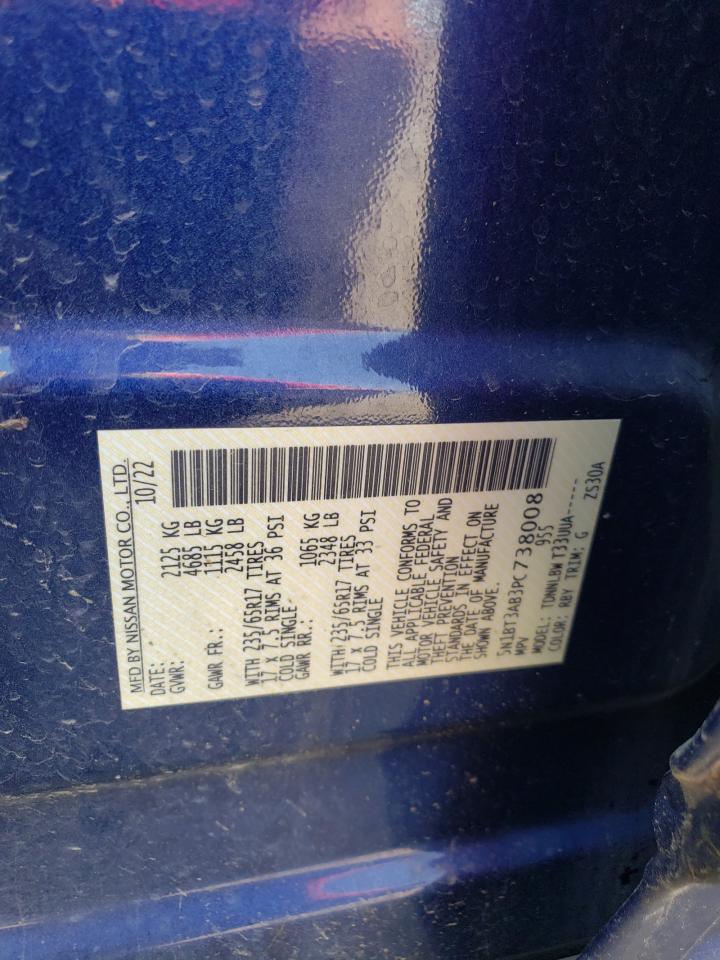 MFD BY NISSAN MOTOR CO., LTD.
DATE: 10/22
GVWR: 2125 KG
4685 LB
GAWR FR.: 1115 KG
2458 LB
WITH 235/65R17 TIRES
17 X 7.5 RIMS AT 36 PSI
COLD SINGLE
GAWR RR.: 1065 KG
2348 LB
WITH 235/65R17 TIRES
17 X 7.5 RIMS AT 33 PSI
COLD SINGLE
THIS VEHICLE CONFORMS TO
ALL APPLICABLE FEDERAL
MOTOR VEHICLE SAFETY AND
THEFT PREVENTION
STANDARDS IN EFFECT ON
THE DATE OF MANUFACTURE
SHOWN ABOVE.
5N1BT3AB3PC738008
MPV 955
MODEL: TDNNLBW T33UUA-----
COLOR: RBY TRIM: G ZS30A